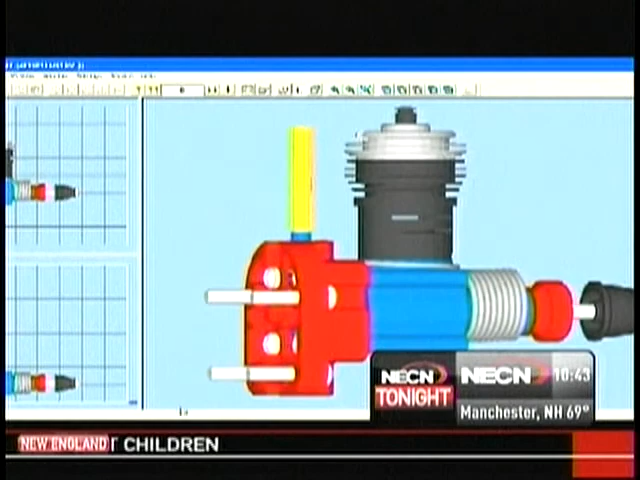 NECN
TONIGHT
NECN 10:43
Manchester, NH 69°
NEW ENGLAND CHILDREN